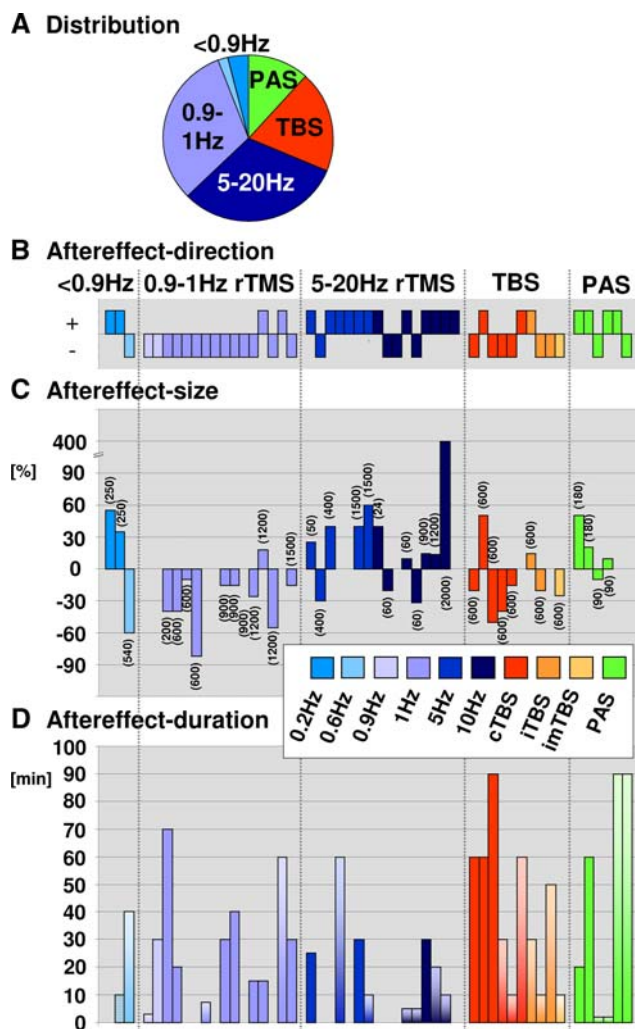 A Distribution
<0.9Hz
PAS
0.9-
1Hz
TBS
5-20Hz
B Aftereffect-direction
<0.9Hz 0.9-1Hz rTMS 5-20Hz rTMS TBS PAS
+
-
C Aftereffect-size
400
[%]
90
60
30
0
-30
-60
-90
(250)
(250)
(540)
(200)
(600)
(600)
(600)
(900)
(900)
(900)
(1200)
(1200)
(1200)
(1500)
(50)
(400)
(400)
(1500)
(1500)
(24)
(60)
(60)
(60)
(900)
(1200)
(2000)
(600)
(600)
(600)
(600)
(600)
(600)
(600)
(600)
(180)
(180)
(90)
(90)
0.2Hz
0.6Hz
0.9Hz
1Hz
5Hz
10Hz
cTBS
iTBS
imTBS
PAS
D Aftereffect-duration
100
[min]
90
80
70
60
50
40
30
20
10
0